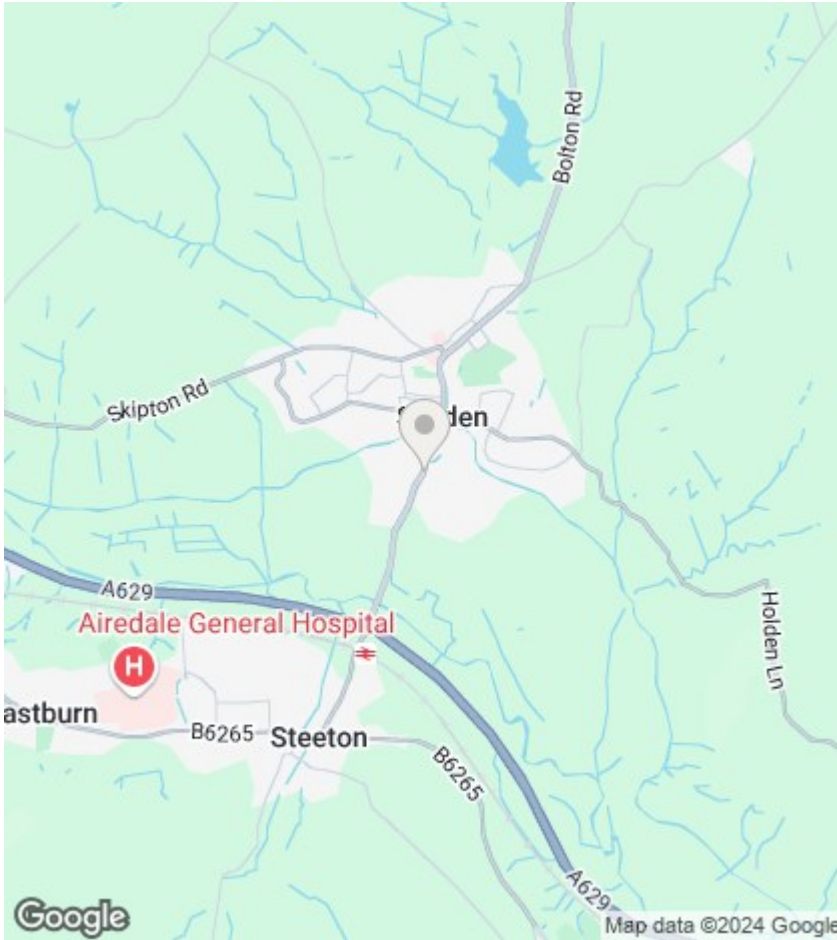 Bolton Rd
Skipton Rd
den
A629
Airedale General Hospital
H
Holden Ln
astburn
B6265
Steeton
B6265
A629
Google
Map data ©2024 Google